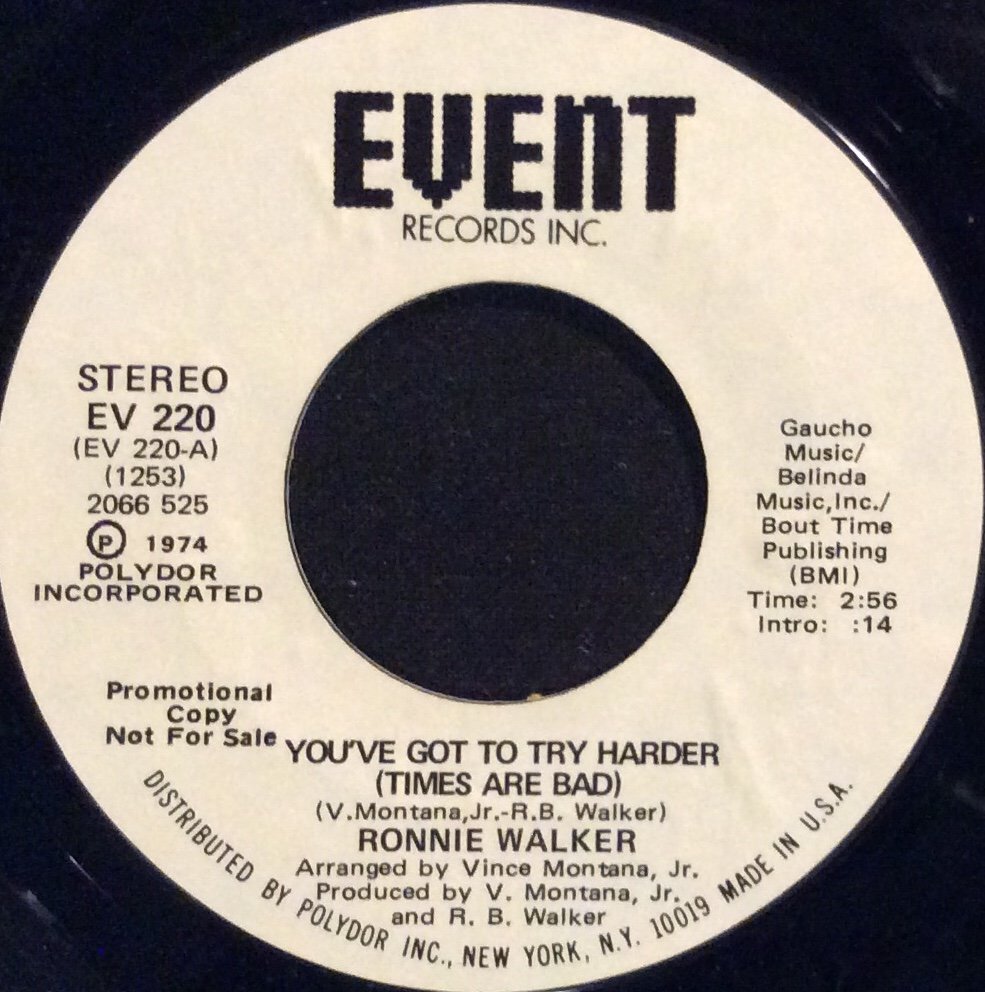 EVENT
RECORDS INC.
STEREO
EV 220
(EV 220-A)
(1253)
2066 525
Ⓟ 1974
POLYDOR
INCORPORATED
Gaucho
Music/
Belinda
Music,Inc./
Bout Time
Publishing
(BMI)
Time: 2:56
Intro: :14
Promotional
Copy
Not For Sale
YOU'VE GOT TO TRY HARDER
(TIMES ARE BAD)
(V.Montana,Jr.-R.B. Walker)
RONNIE WALKER
Arranged by Vince Montana, Jr.
Produced by V. Montana, Jr.
and R. B. Walker
DISTRIBUTED BY POLYDOR INC., NEW YORK, N.Y. 10019 MADE IN U.S.A.